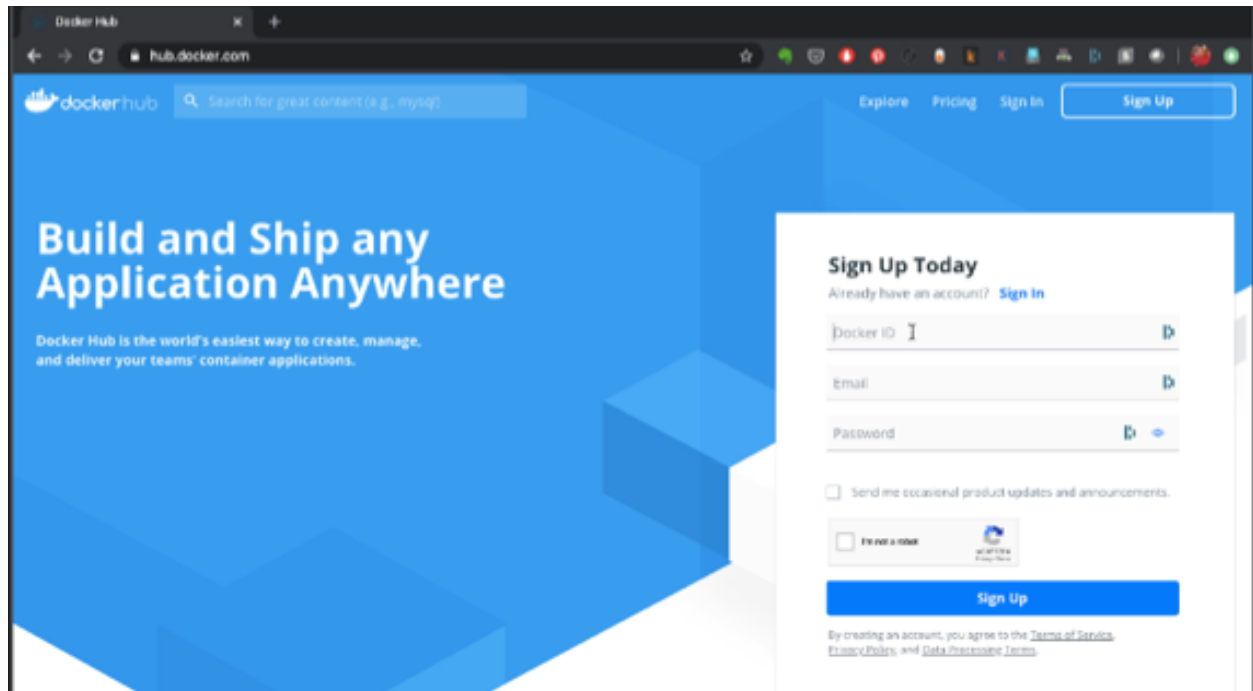 Docker Hub
hub.docker.com
dockerhub
Search for great content (e.g., mysql)
Explore Pricing Sign In Sign Up
Build and Ship any
Application Anywhere
Docker Hub is the world's easiest way to create, manage,
and deliver your teams' container applications.
Sign Up Today
Already have an account? Sign In
Docker ID
Email
Password
Send me occasional product updates and announcements.
I'm not a robot
reCAPTCHA
Sign Up
By creating an account, you agree to the Terms of Service,
Privacy Policy, and Data Processing Terms.